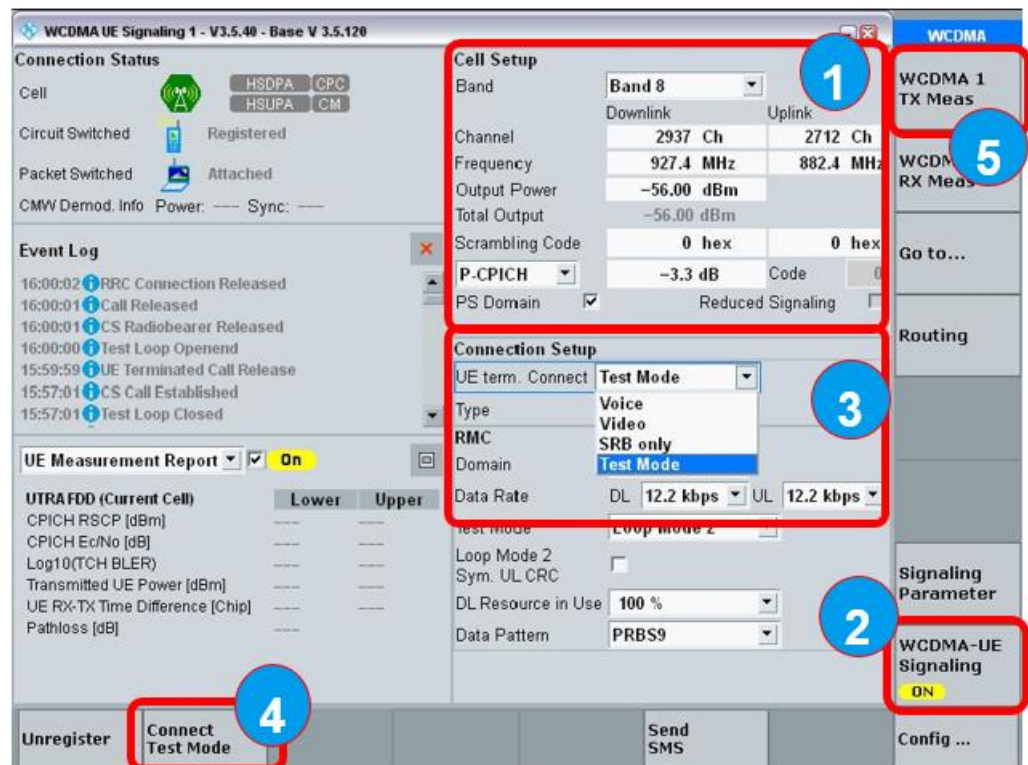 WCDMA UE Signaling 1 - V3.5.40 - Base V 3.5.120
Connection Status
Cell HSDPA CPC
HSUPA CM
Circuit Switched Registered
Packet Switched Attached
CMW Demod. Info Power: --- Sync: ---
Event Log
16:00:02 RRC Connection Released
16:00:01 Call Released
16:00:01 CS Radiobearer Released
16:00:00 Test Loop Openend
15:59:59 UE Terminated Call Release
15:57:01 CS Call Established
15:57:01 Test Loop Closed
UE Measurement Report On
UTRA FDD (Current Cell) Lower Upper
CPICH RSCP [dBm] --- ---
CPICH Ec/No [dB] --- ---
Log10(TCH BLER) --- ---
Transmitted UE Power [dBm] --- ---
UE RX-TX Time Difference [Chip] --- ---
Pathloss [dB] ---
Cell Setup
1
Band Band 8
Downlink Uplink
Channel 2937 Ch 2712 Ch
Frequency 927.4 MHz 882.4 MHz
Output Power -56.00 dBm
Total Output -56.00 dBm
Scrambling Code 0 hex 0 hex
P-CPICH -3.3 dB Code 0
PS Domain Reduced Signaling
Connection Setup
UE term. Connect Test Mode
3
Type Voice
Video
RMC SRB only
Domain Test Mode
Data Rate DL 12.2 kbps UL 12.2 kbps
Test Mode Loop Mode 2
Loop Mode 2
Sym. UL CRC
DL Resource in Use 100 %
Data Pattern PRBS9
WCDMA
WCDMA 1
TX Meas
5
RX Meas
Go to...
Routing
Signaling
Parameter
2
WCDMA-UE
Signaling
ON
Unregister
Connect
Test Mode
4
Send
SMS
Config ...